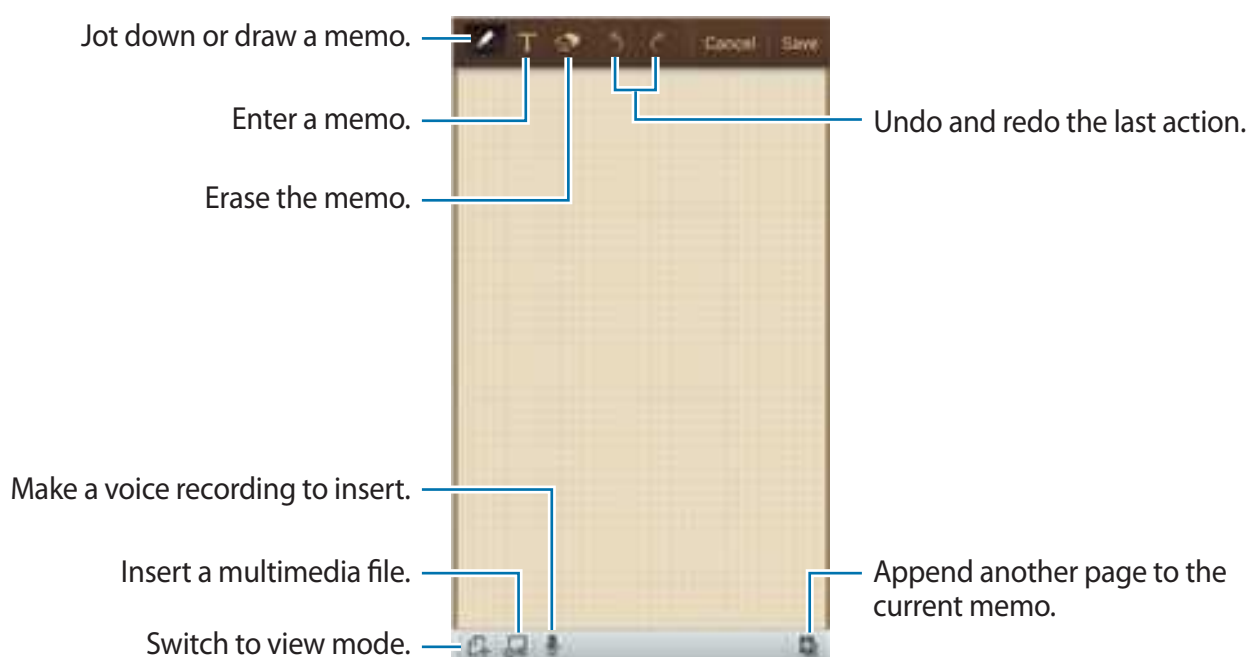 Jot down or draw a memo.
T
Cancel
Save
Enter a memo.
Undo and redo the last action.
Erase the memo.
Make a voice recording to insert.
Insert a multimedia file.
Append another page to the
current memo.
Switch to view mode.